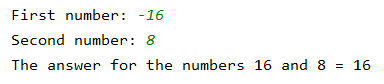 First number: -16
Second number: 8
The answer for the numbers 16 and 8 = 16